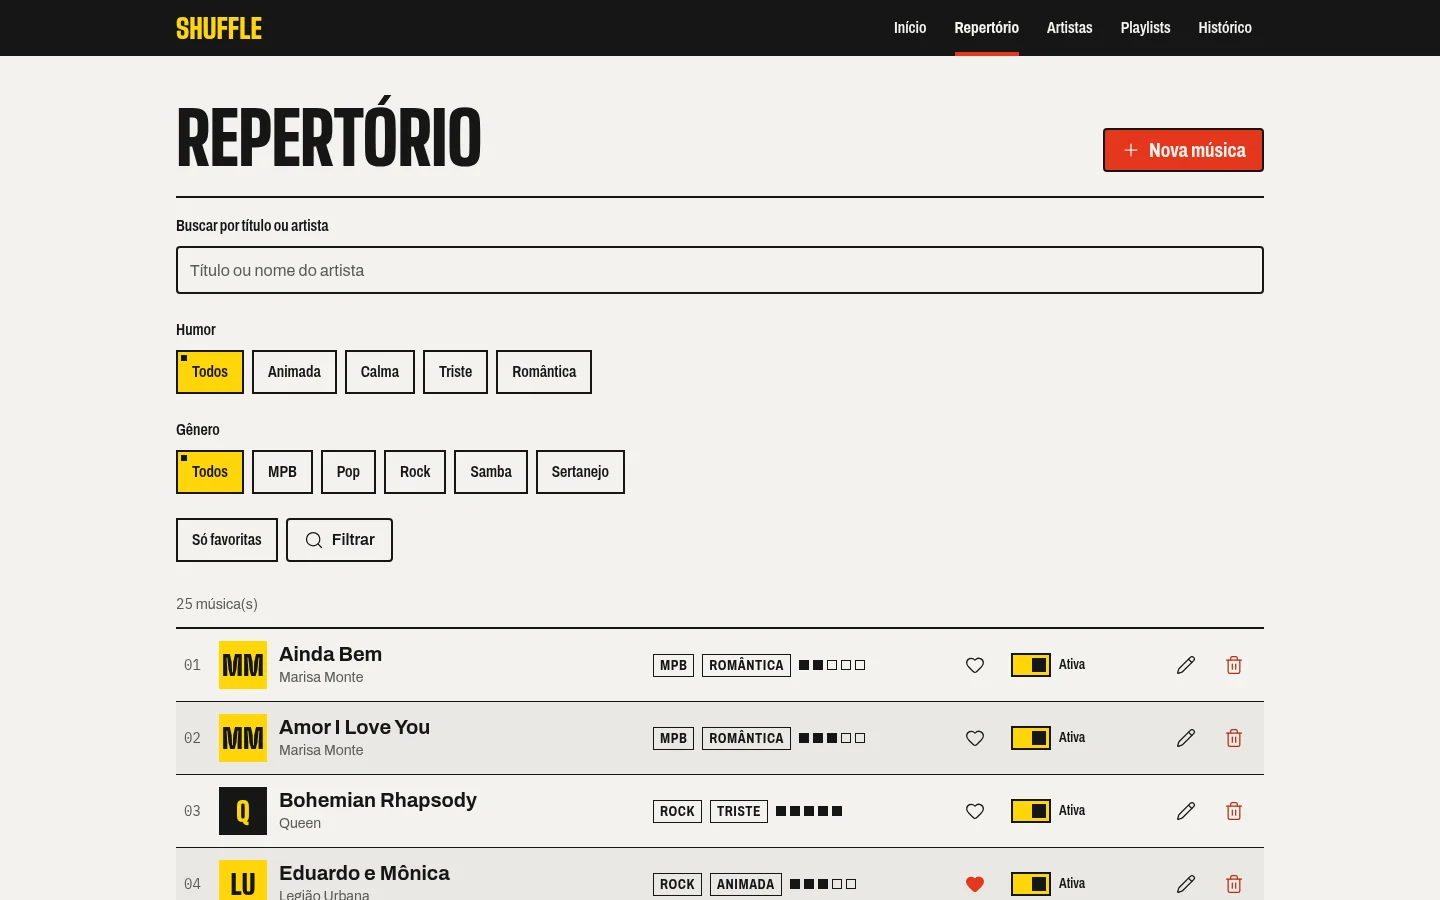 SHUFFLE
Início Repertório Artistas Playlists Histórico
REPERTÓRIO
Nova música
Buscar por título ou artista
Título ou nome do artista
Humor
Todos Animada Calma Triste Romântica
Gênero
Todos MPB Pop Rock Samba Sertanejo
Só favoritas Filtrar
25 música(s)
01 MM Ainda Bem MPB ROMÂNTICA Ativa
Marisa Monte
02 MM Amor I Love You MPB ROMÂNTICA Ativa
Marisa Monte
03 Q Bohemian Rhapsody ROCK TRISTE Ativa
Queen
04 LU Eduardo e Mônica ROCK ANIMADA Ativa
Legião Urbana